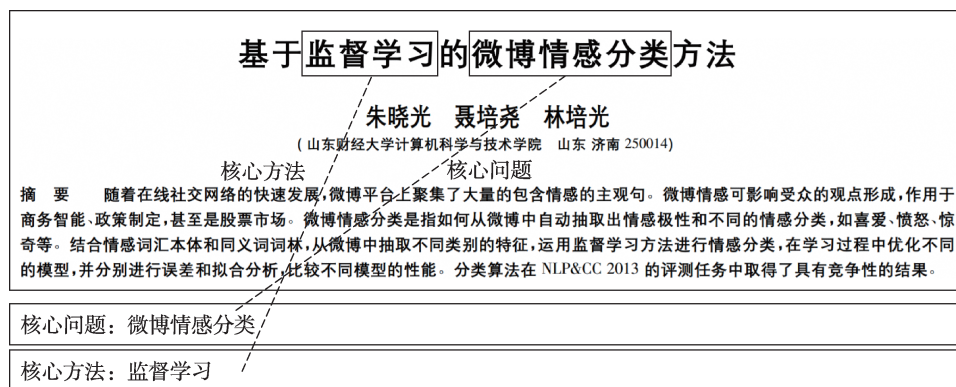 基于监督学习的微博情感分类方法
朱晓光 聂培尧 林培光
(山东财经大学计算机科学与技术学院 山东 济南 250014)
核心方法 核心问题
摘 要 随着在线社交网络的快速发展,微博平台上聚集了大量的包含情感的主观句。微博情感可影响受众的观点形成,作用于
商务智能、政策制定,甚至是股票市场。微博情感分类是指如何从微博中自动抽取出情感极性和不同的情感分类,如喜爱、愤怒、惊
奇等。结合情感词汇本体和同义词词林,从微博中抽取不同类别的特征,运用监督学习方法进行情感分类,在学习过程中优化不同
的模型,并分别进行误差和拟合分析,比较不同模型的性能。分类算法在 NLP&CC 2013 的评测任务中取得了具有竞争性的结果。
核心问题：微博情感分类
核心方法：监督学习